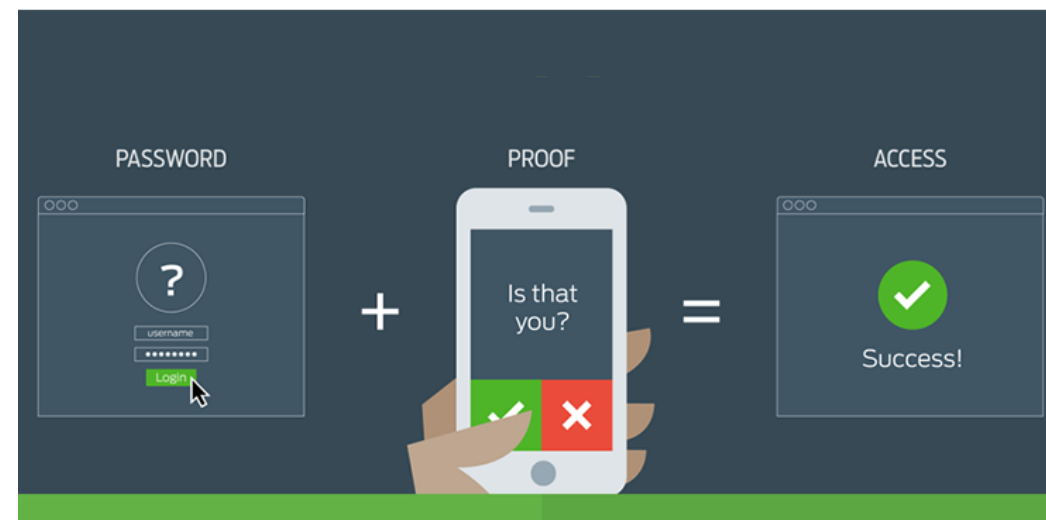 PASSWORD
PROOF
ACCESS
?
username
Login
Is that
you?
+
=
Success!